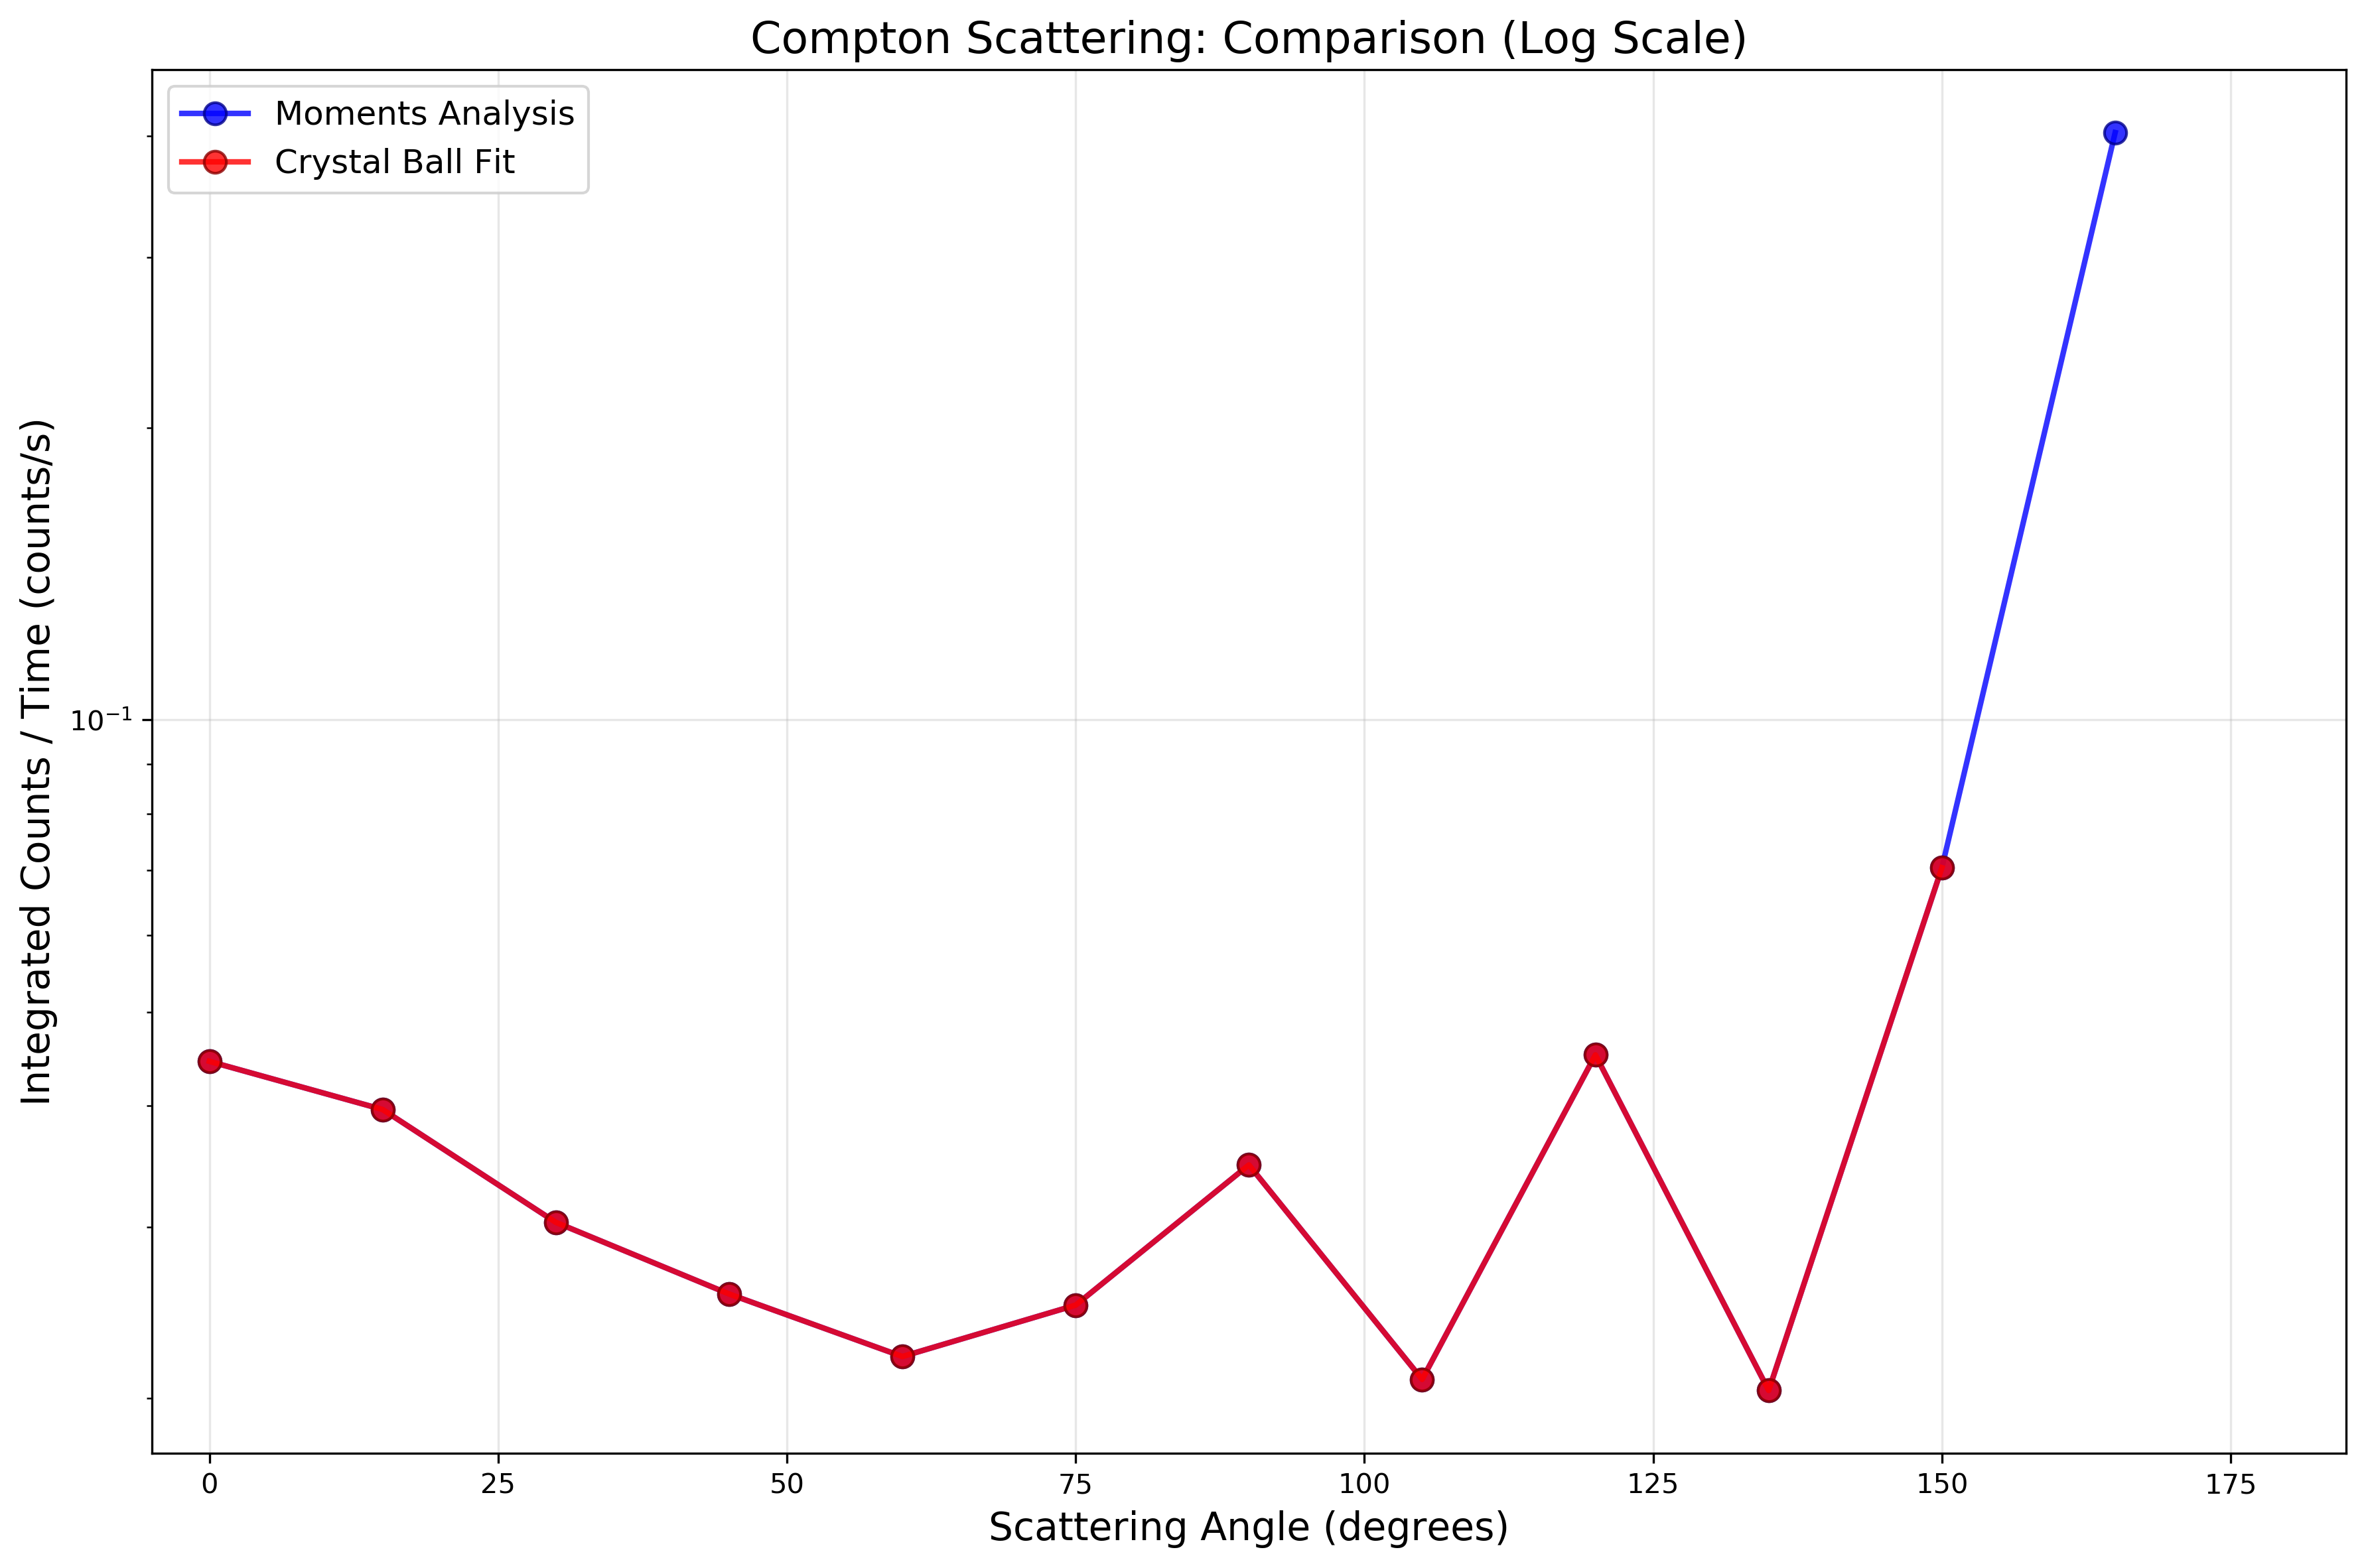 Compton Scattering: Comparison (Log Scale)
Moments Analysis
Crystal Ball Fit
Integrated Counts / Time (counts/s)
10⁻¹
0 25 50 75 100 125 150 175
Scattering Angle (degrees)